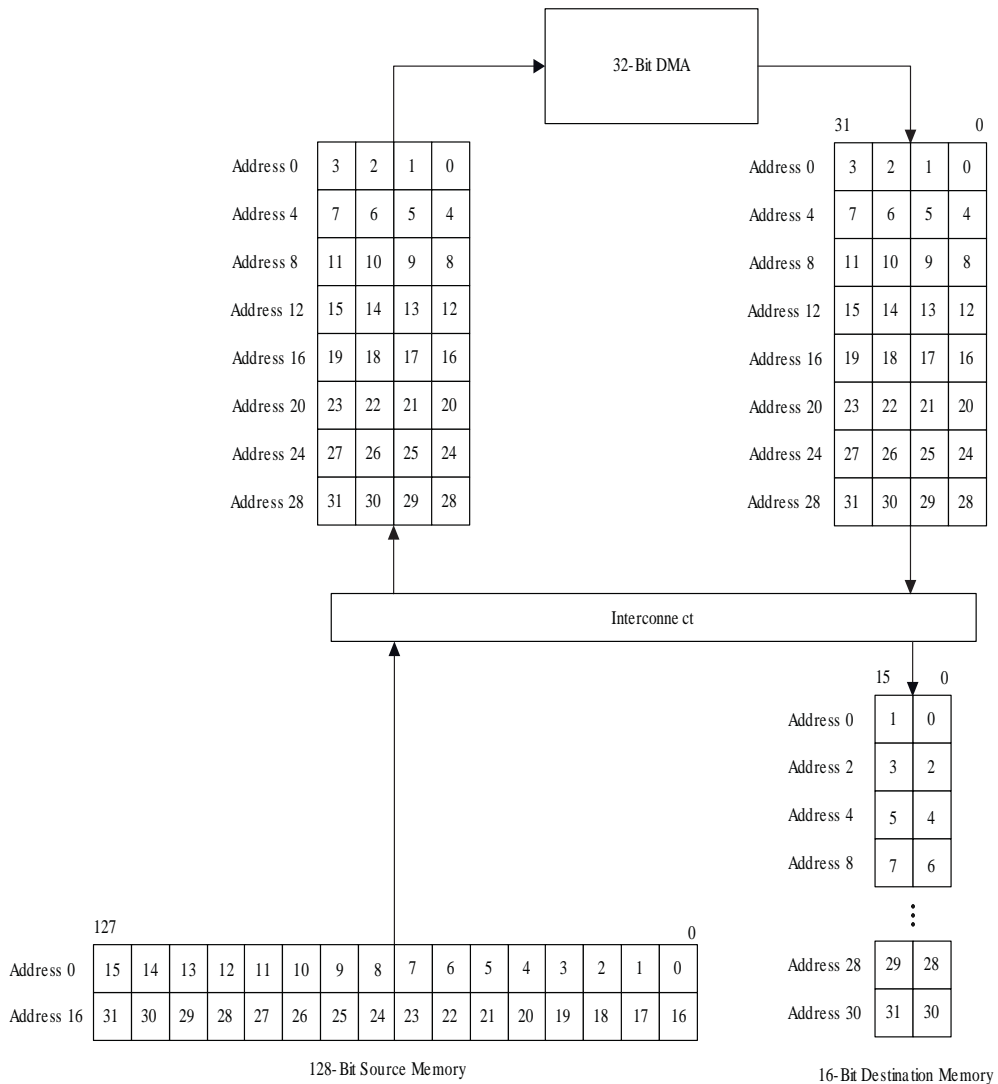 32-Bit DMA
31 0
Address 0 3 2 1 0
Address 4 7 6 5 4
Address 8 11 10 9 8
Address 12 15 14 13 12
Address 16 19 18 17 16
Address 20 23 22 21 20
Address 24 27 26 25 24
Address 28 31 30 29 28
Address 0 3 2 1 0
Address 4 7 6 5 4
Address 8 11 10 9 8
Address 12 15 14 13 12
Address 16 19 18 17 16
Address 20 23 22 21 20
Address 24 27 26 25 24
Address 28 31 30 29 28
Interconnect
15 0
Address 0 1 0
Address 2 3 2
Address 4 5 4
Address 8 7 6
Address 28 29 28
Address 30 31 30
16-Bit Destination Memory
127 0
Address 0 15 14 13 12 11 10 9 8 7 6 5 4 3 2 1 0
Address 16 31 30 29 28 27 26 25 24 23 22 21 20 19 18 17 16
128-Bit Source Memory